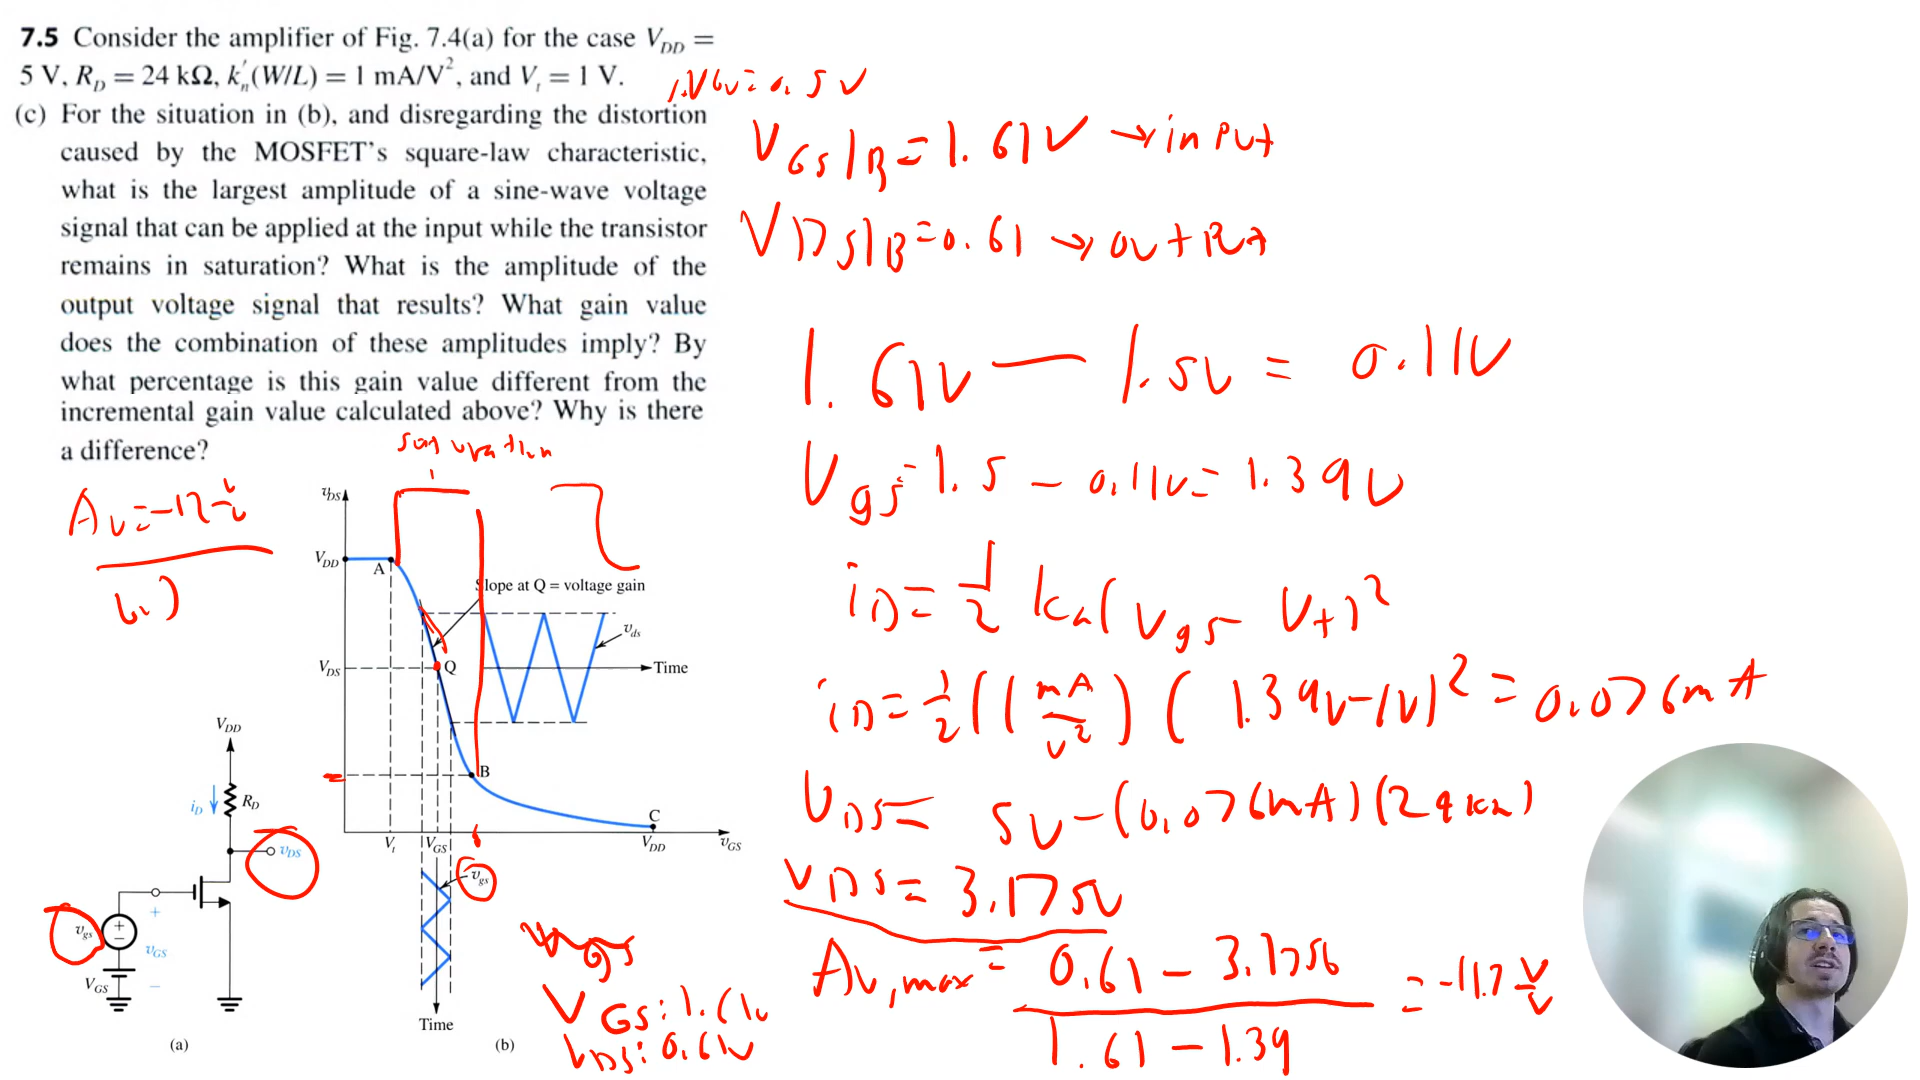 7.5 Consider the amplifier of Fig. 7.4(a) for the case V_DD =
5 V, R_D = 24 kΩ, k'_n(W/L) = 1 mA/V², and V_t = 1 V.
(c) For the situation in (b), and disregarding the distortion
caused by the MOSFET's square-law characteristic,
what is the largest amplitude of a sine-wave voltage
signal that can be applied at the input while the transistor
remains in saturation? What is the amplitude of the
output voltage signal that results? What gain value
does the combination of these amplitudes imply? By
what percentage is this gain value different from the
incremental gain value calculated above? Why is there
a difference?
V_GS|B = 1.61V → input
V_DS|B = 0.61 → output
1.61V — 1.5V = 0.11V
V_gs = 1.5 - 0.11V = 1.39V
i_D = 1/2 k_n(V_gs - V_t)²
i_D = 1/2 (1 mA/V²) (1.39V-1V)² = 0.076mA
V_DS = 5V - (0.076mA)(24kΩ)
V_DS = 3.175V
A_v,max = (0.61 - 3.1756)/(1.61 - 1.39) = -11.7 V/V
saturation
A_v = -12 V/V
v_DS
V_DD
A
Slope at Q = voltage gain
v_ds
V_DS
Q
Time
B
C
V_t
V_GS
V_DD
v_GS
v_gs
Time
(b)
V_DD
i_D
R_D
v_DS
v_gs
+
−
+
v_GS
−
V_GS
(a)
V_GS: 1.61V
V_DS: 0.61V